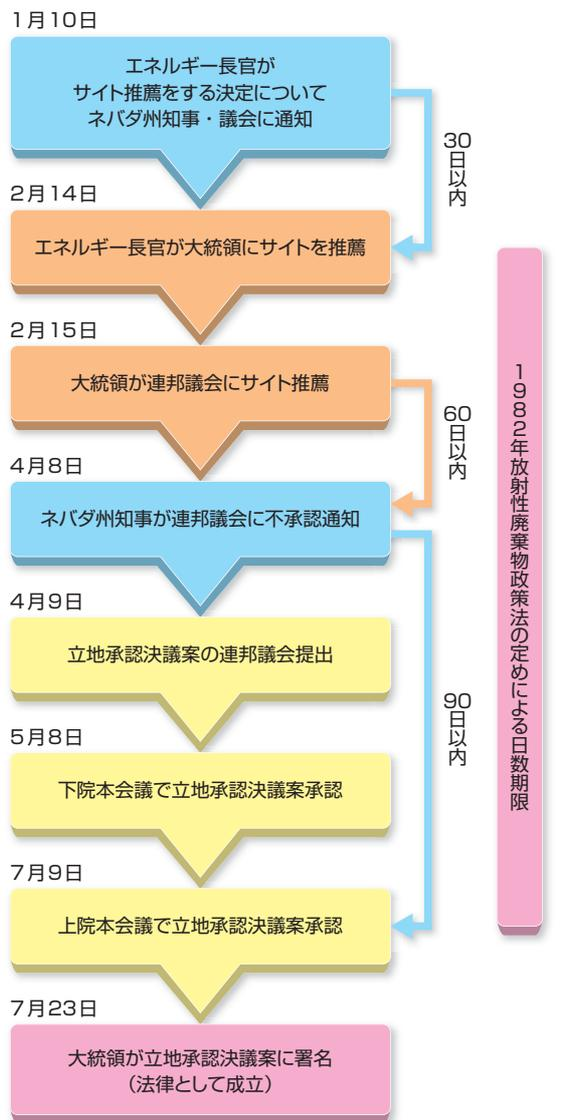 1月10日
エネルギー長官が
サイト推薦をする決定について
ネバダ州知事・議会に通知
30日以内
2月14日
エネルギー長官が大統領にサイトを推薦
2月15日
大統領が連邦議会にサイト推薦
60日以内
4月8日
ネバダ州知事が連邦議会に不承認通知
4月9日
立地承認決議案の連邦議会提出
90日以内
5月8日
下院本会議で立地承認決議案承認
7月9日
上院本会議で立地承認決議案承認
7月23日
大統領が立地承認決議案に署名
（法律として成立）
1982年放射性廃棄物政策法の定めによる日数期限